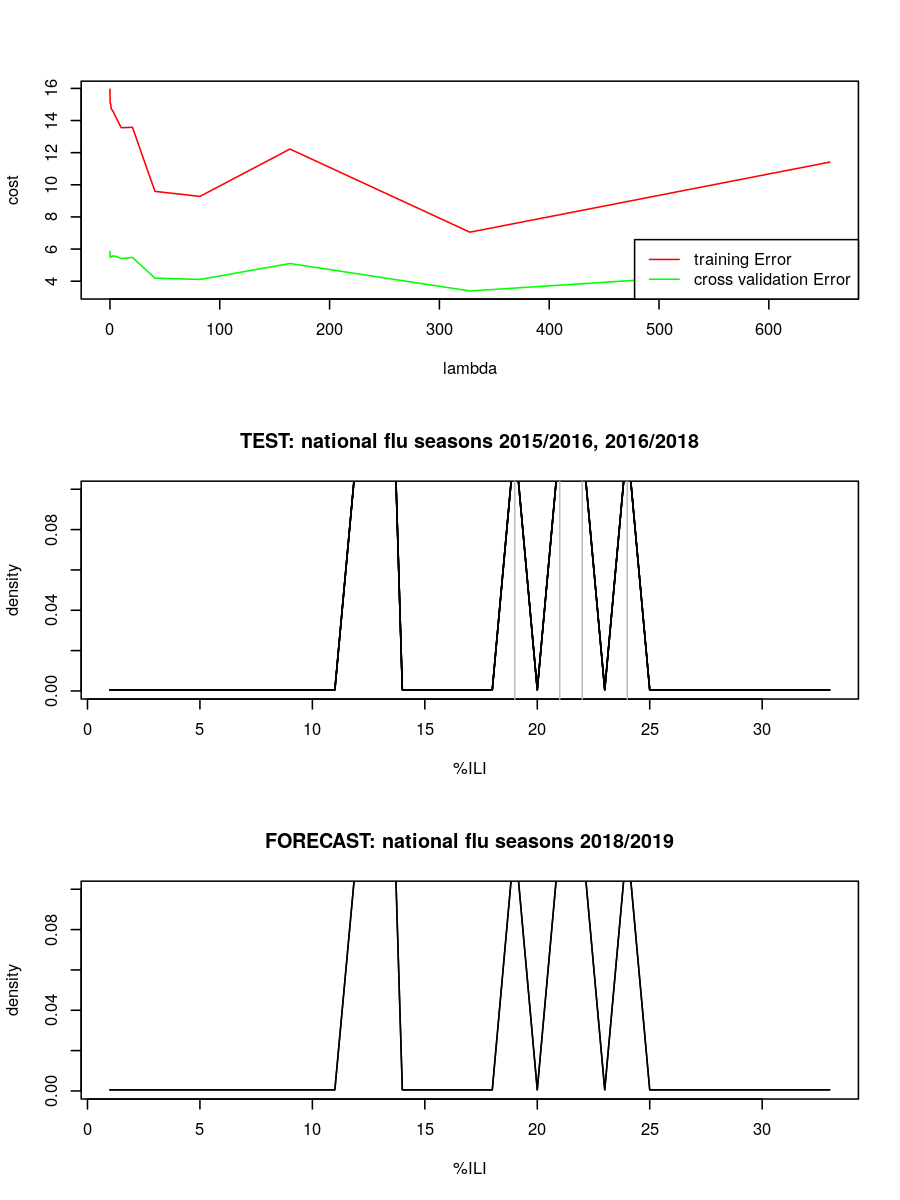 16
14
12
10
8
6
4
cost
training Error
cross validation Error
0 100 200 300 400 500 600
lambda
TEST: national flu seasons 2015/2016, 2016/2018
0.08
0.04
0.00
density
0 5 10 15 20 25 30
%ILI
FORECAST: national flu seasons 2018/2019
0.08
0.04
0.00
density
0 5 10 15 20 25 30
%ILI